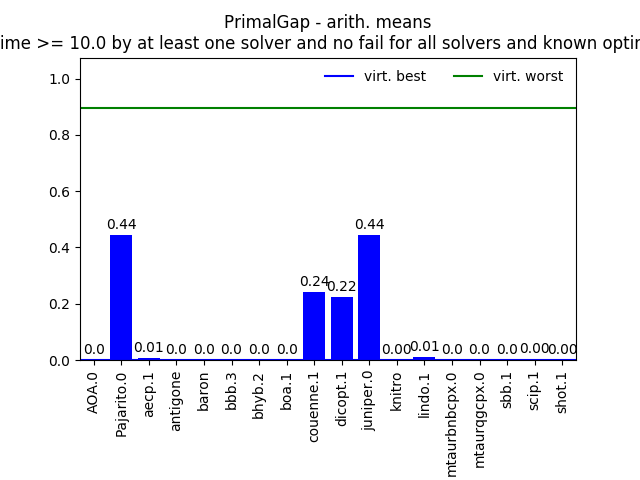 PrimalGap - arith. means
ime >= 10.0 by at least one solver and no fail for all solvers and known optim
virt. best
virt. worst
1.0
0.8
0.6
0.4
0.2
0.0
0.0
0.44
0.01
0.0
0.0
0.0
0.0
0.0
0.24
0.22
0.44
0.00
0.01
0.0
0.0
0.0
0.00
0.00
AOA.0
Pajarito.0
aecp.1
antigone
baron
bbb.3
bhyb.2
boa.1
couenne.1
dicopt.1
juniper.0
knitro
lindo.1
mtaurbnbcpx.0
mtaurqgcpx.0
sbb.1
scip.1
shot.1